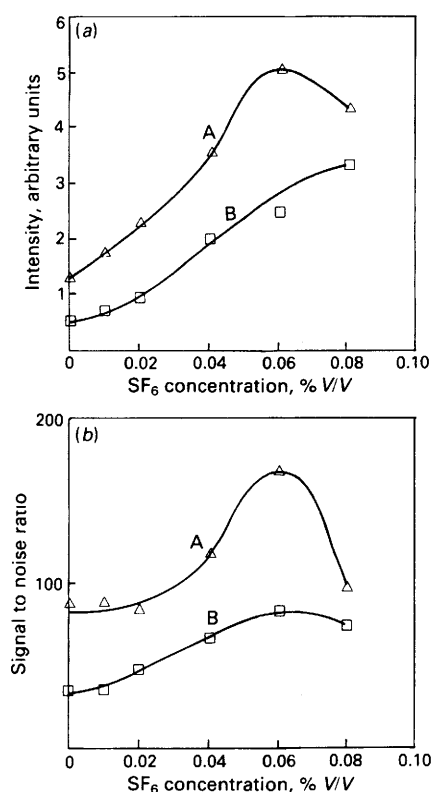 (a)
6
5
4
3
2
1
A
B
Intensity, arbitrary units
0 0.02 0.04 0.06 0.08 0.10
SF₆ concentration, % V/V
(b)
200
100
A
B
Signal to noise ratio
0 0.02 0.04 0.06 0.08 0.10
SF₆ concentration, % V/V